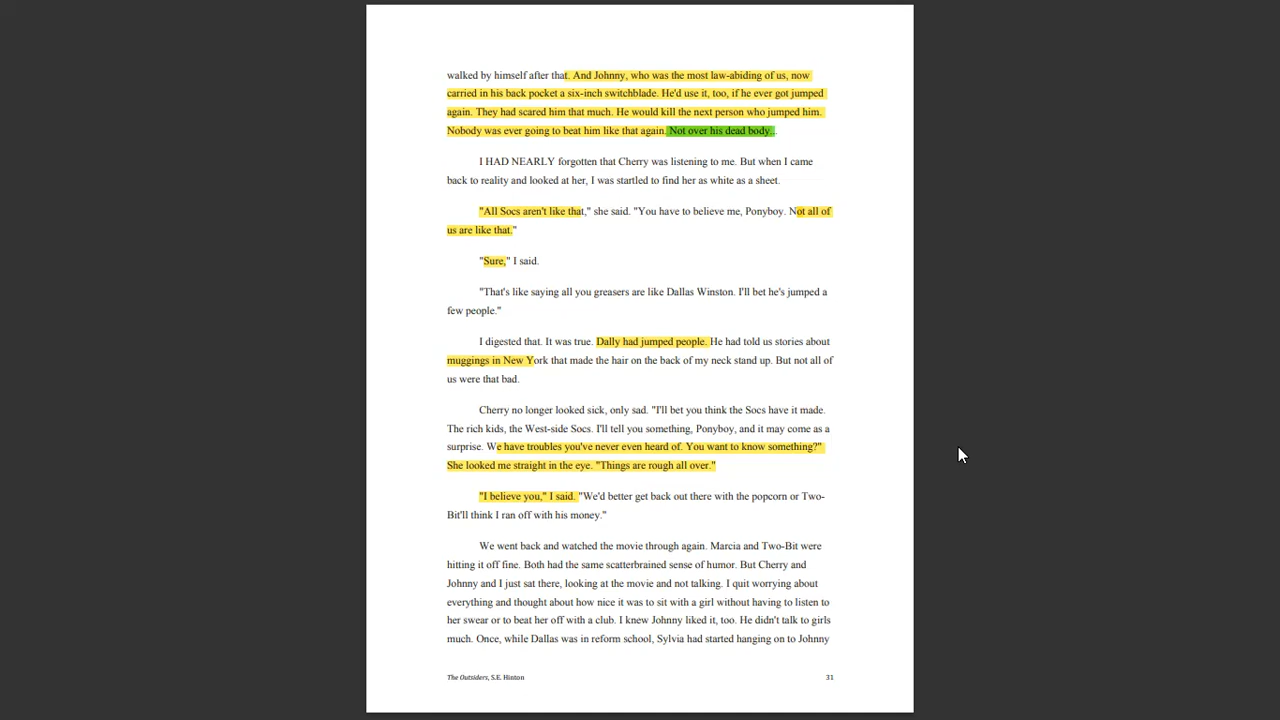 walked by himself after that. And Johnny, who was the most law-abiding of us, now
carried in his back pocket a six-inch switchblade. He'd use it, too, if he ever got jumped
again. They had scared him that much. He would kill the next person who jumped him.
Nobody was ever going to beat him like that again. Not over his dead body...
I HAD NEARLY forgotten that Cherry was listening to me. But when I came
back to reality and looked at her, I was startled to find her as white as a sheet.
"All Socs aren't like that," she said. "You have to believe me, Ponyboy. Not all of
us are like that."
"Sure," I said.
"That's like saying all you greasers are like Dallas Winston. I'll bet he's jumped a
few people."
I digested that. It was true. Dally had jumped people. He had told us stories about
muggings in New York that made the hair on the back of my neck stand up. But not all of
us were that bad.
Cherry no longer looked sick, only sad. "I'll bet you think the Socs have it made.
The rich kids, the West-side Socs. I'll tell you something, Ponyboy, and it may come as a
surprise. We have troubles you've never even heard of. You want to know something?"
She looked me straight in the eye. "Things are rough all over."
"I believe you," I said. "We'd better get back out there with the popcorn or Two-
Bit'll think I ran off with his money."
We went back and watched the movie through again. Marcia and Two-Bit were
hitting it off fine. Both had the same scatterbrained sense of humor. But Cherry and
Johnny and I just sat there, looking at the movie and not talking. I quit worrying about
everything and thought about how nice it was to sit with a girl without having to listen to
her swear or to beat her off with a club. I knew Johnny liked it, too. He didn't talk to girls
much. Once, while Dallas was in reform school, Sylvia had started hanging on to Johnny
The Outsiders, S.E. Hinton 31